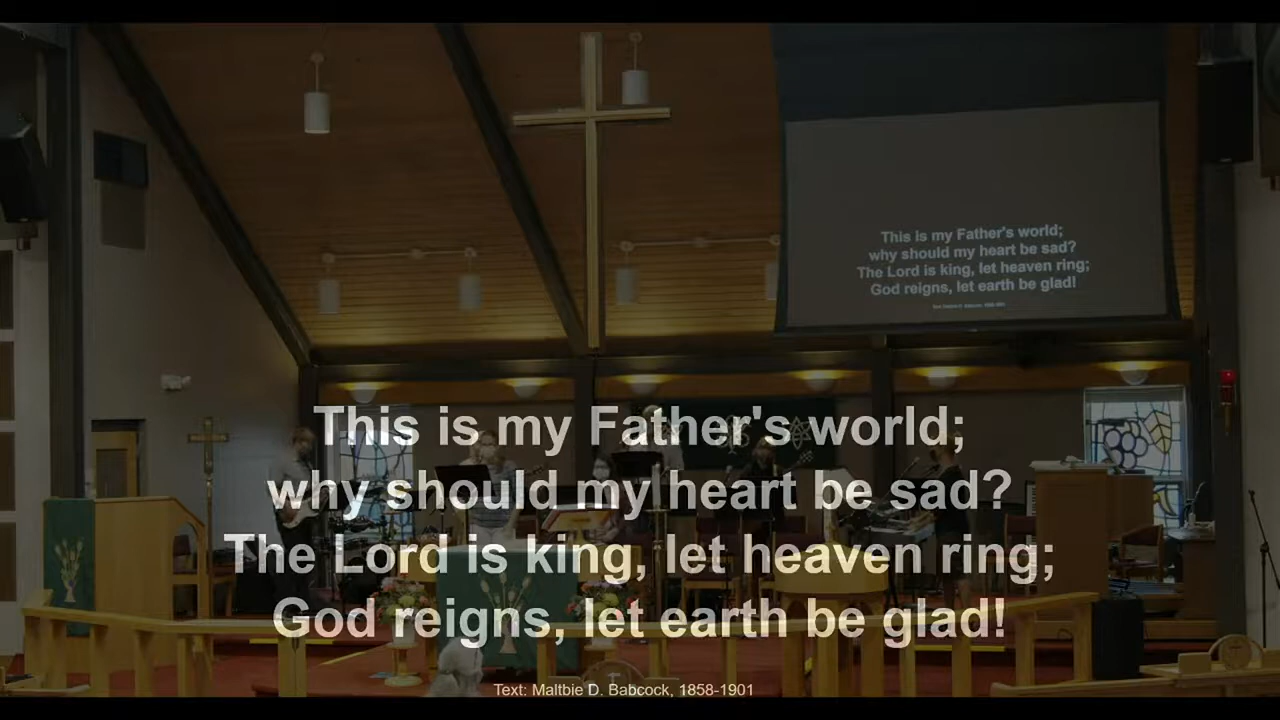 This is my Father's world;
why should my heart be sad?
The Lord is king, let heaven ring;
God reigns, let earth be glad!
This is my Father's world;
why should my heart be sad?
The Lord is king, let heaven ring;
God reigns, let earth be glad!
Text: Maltbie D. Babcock, 1858-1901